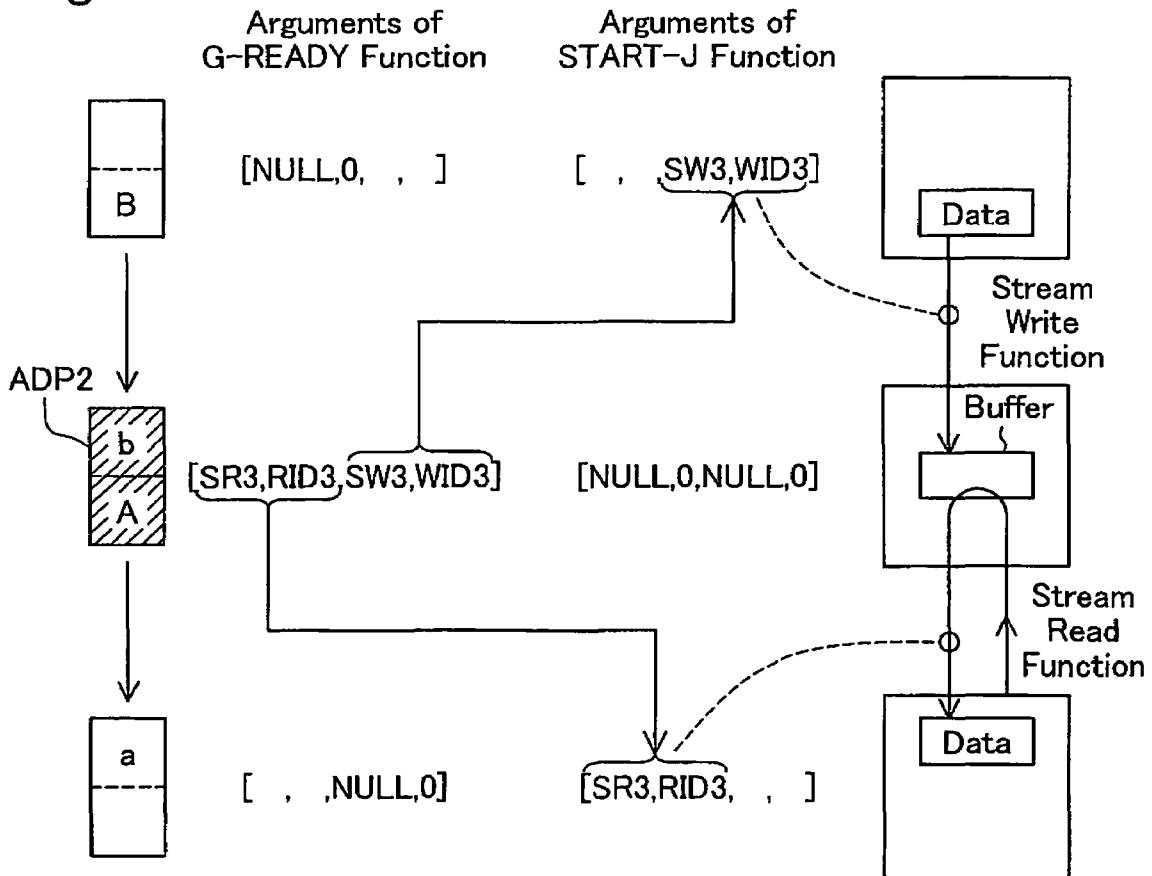 Arguments of
G-READY Function
Arguments of
START-J Function
B
[NULL,0, , ]
[ , ,SW3,WID3]
Data
Stream
Write
Function
ADP2
b
A
[SR3,RID3,SW3,WID3]
[NULL,0,NULL,0]
Buffer
Stream
Read
Function
a
[ , ,NULL,0]
[SR3,RID3, , ]
Data